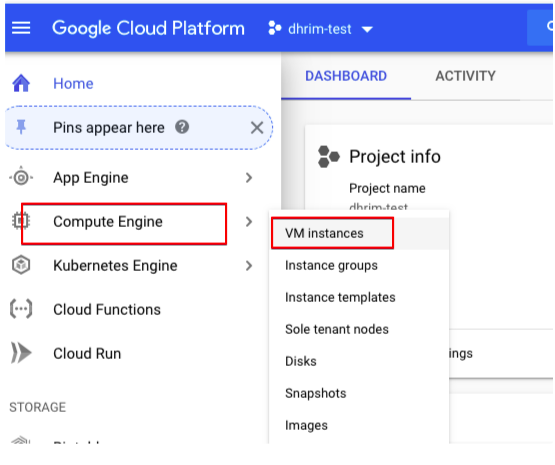 Google Cloud Platform
dhrim-test
Home
DASHBOARD
ACTIVITY
Pins appear here
App Engine
Project info
Project name
dhrim-test
Compute Engine
VM instances
Kubernetes Engine
Instance groups
Cloud Functions
Instance templates
Sole tenant nodes
Cloud Run
Disks
ings
Snapshots
STORAGE
Images